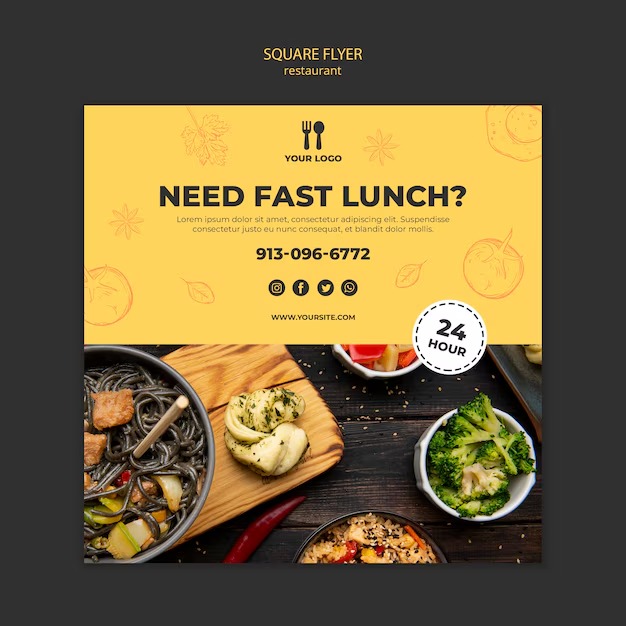 SQUARE FLYER
restaurant
YOUR LOGO
NEED FAST LUNCH?
Lorem ipsum dolor sit amet, consectetur adipiscing elit. Suspendisse
consectetur justo eu nunc consequat, et blandit dolor mollis.
913-096-6772
WWW.YOURSITE.COM
24
HOUR